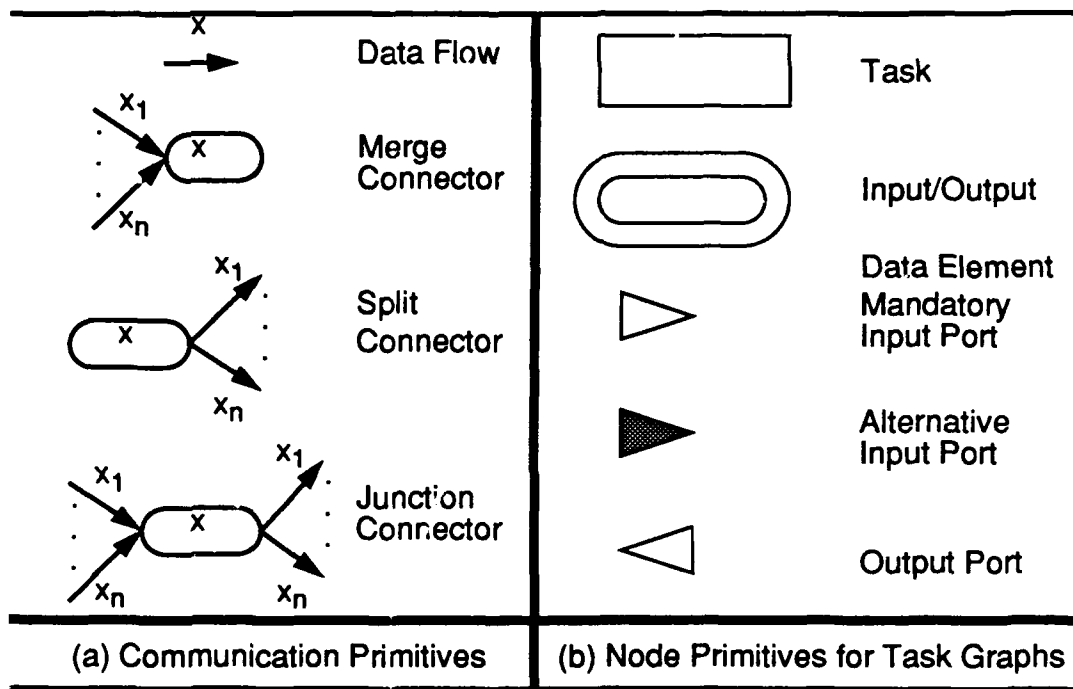 x
Data Flow
x1
x
Merge
Connector
xn
x1
Split
x
Connector
xn
x1
x1
Junction
x
Connector
xn
xn
(a) Communication Primitives
Task
Input/Output
Data Element
Mandatory
Input Port
Alternative
Input Port
Output Port
(b) Node Primitives for Task Graphs